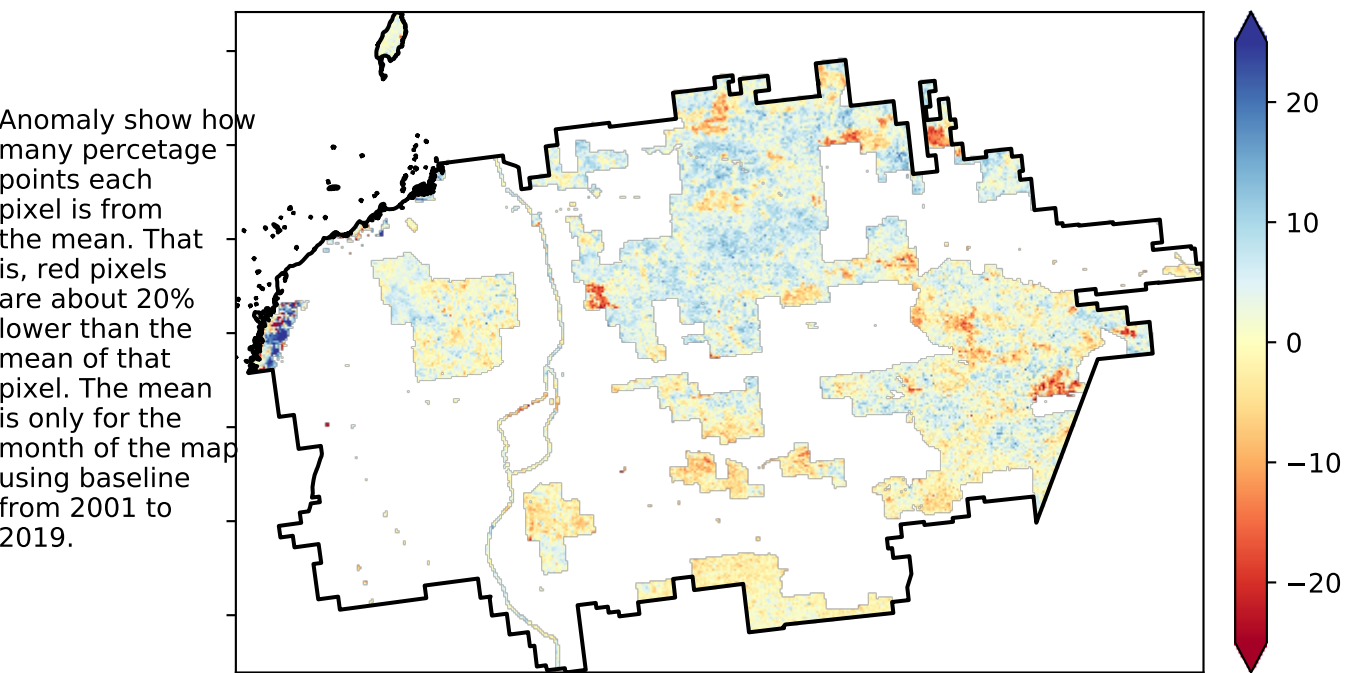 Anomaly show how
many percetage
points each
pixel is from
the mean. That
is, red pixels
are about 20%
lower than the
mean of that
pixel. The mean
is only for the
month of the map
using baseline
from 2001 to
2019.
20
10
0
−10
−20